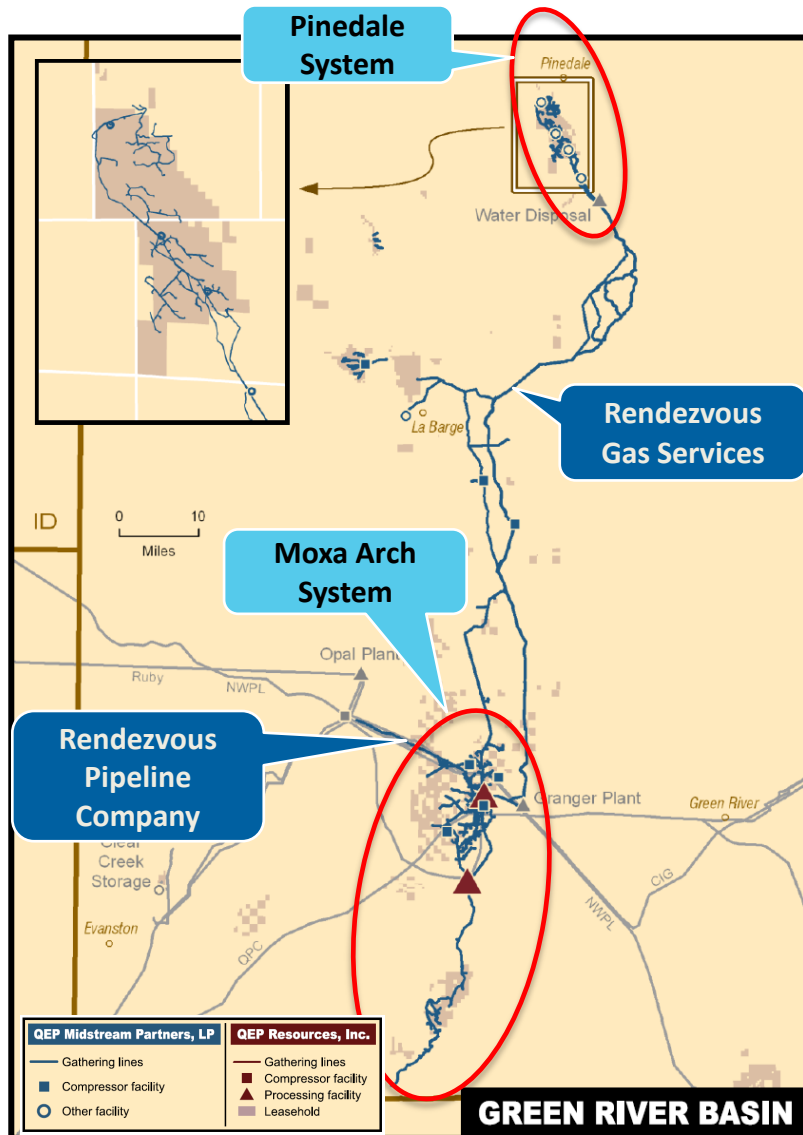 Pinedale
System
Pinedale
Water Disposal
Rendezvous
Gas Services
La Barge
ID
0 10
Miles
Moxa Arch
System
Opal Plant
Ruby
NWPL
Rendezvous
Pipeline
Company
Granger Plant
Green River
Clear
Creek
Storage
CIG
NWPL
Evanston
QPC
QEP Midstream Partners, LP
Gathering lines
Compressor facility
Other facility
QEP Resources, Inc.
Gathering lines
Compressor facility
Processing facility
Leasehold
GREEN RIVER BASIN